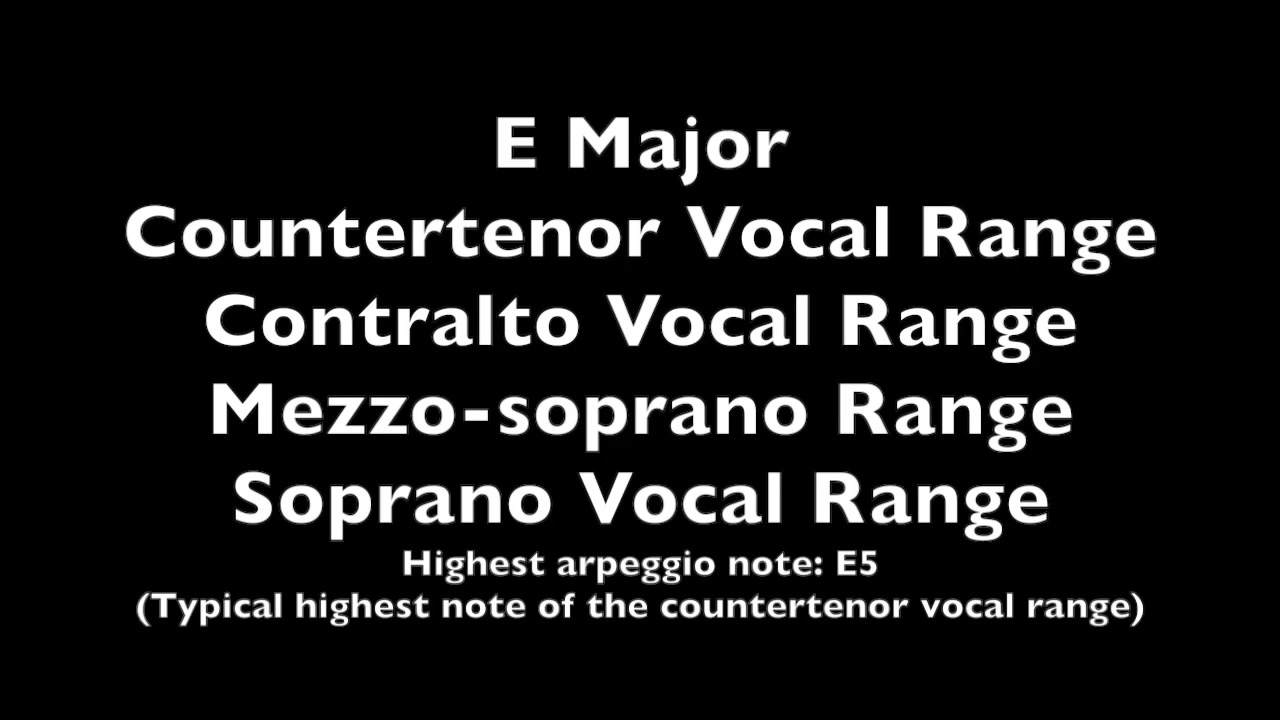 E Major
Countertenor Vocal Range
Contralto Vocal Range
Mezzo-soprano Range
Soprano Vocal Range
Highest arpeggio note: E5
(Typical highest note of the countertenor vocal range)